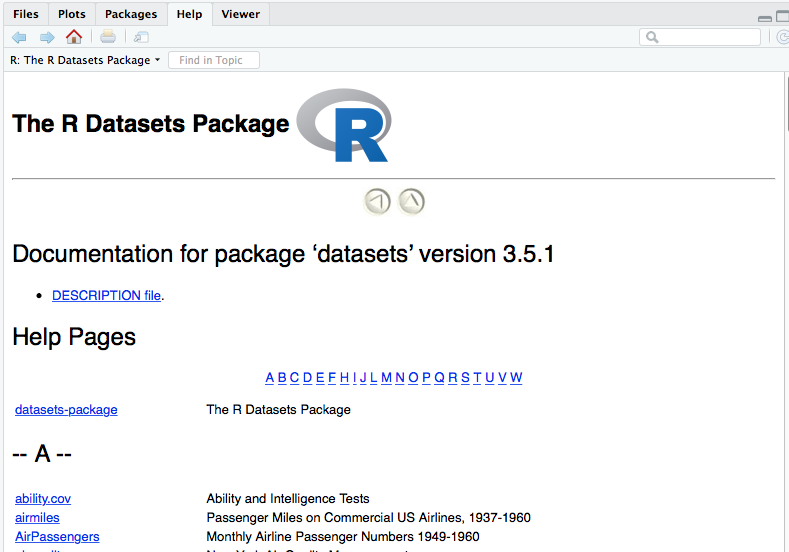 Files Plots Packages Help Viewer
R: The R Datasets Package Find in Topic
The R Datasets Package R
Documentation for package ‘datasets’ version 3.5.1
DESCRIPTION file.
Help Pages
A B C D E F H I J L M N O P Q R S T U V W
datasets-package The R Datasets Package
-- A --
ability.cov Ability and Intelligence Tests
airmiles Passenger Miles on Commercial US Airlines, 1937-1960
AirPassengers Monthly Airline Passenger Numbers 1949-1960